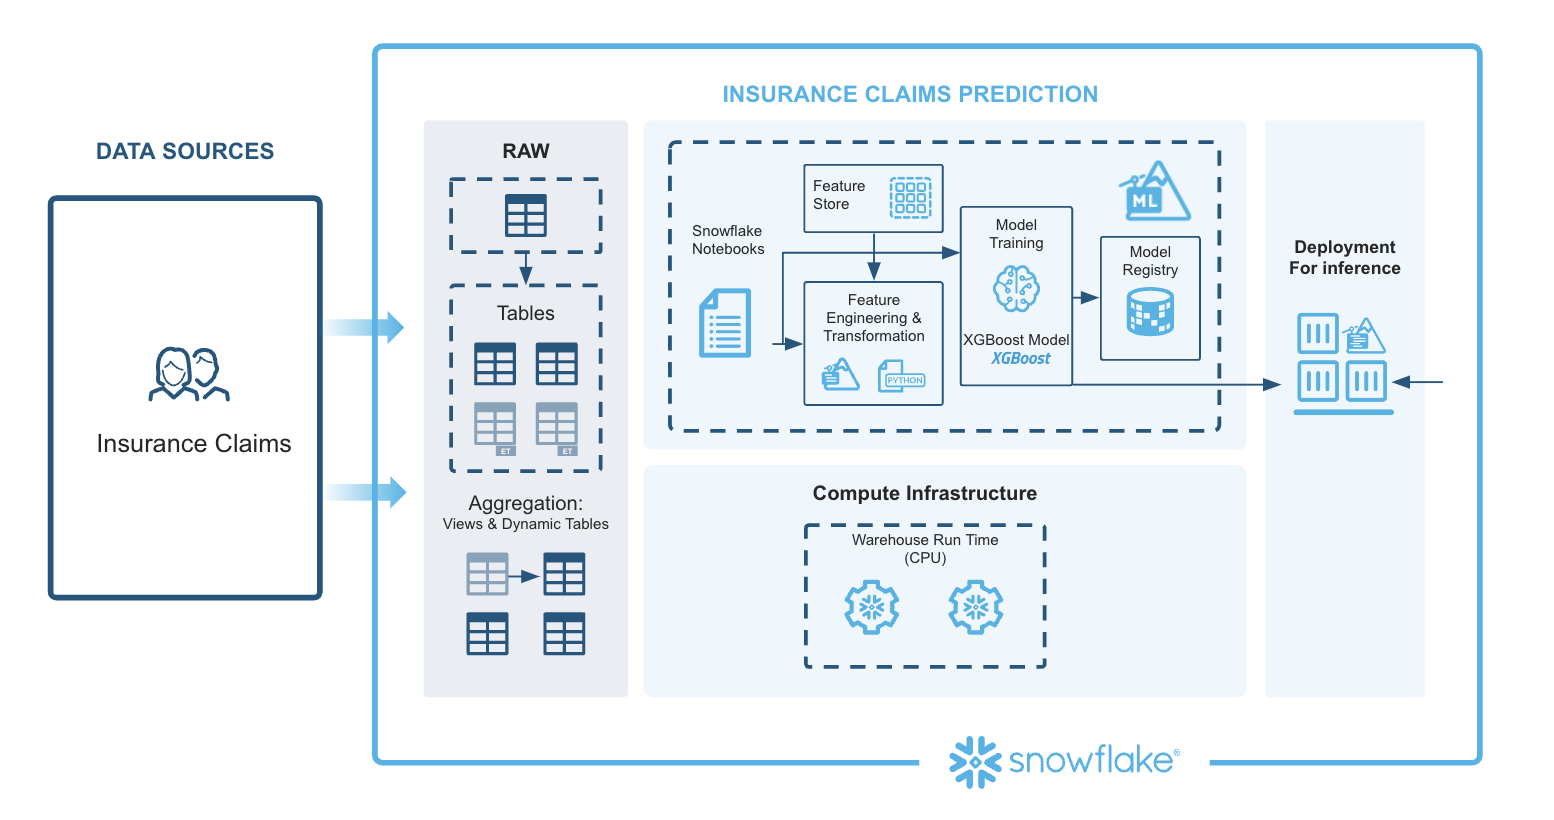 INSURANCE CLAIMS PREDICTION
DATA SOURCES
Insurance Claims
RAW
Tables
ET
ET
Aggregation:
Views & Dynamic Tables
Snowflake
Notebooks
Feature
Store
Feature
Engineering &
Transformation
PYTHON
Model
Training
XGBoost Model
XGBoost
ML
Model
Registry
Deployment
For inference
Compute Infrastructure
Warehouse Run Time
(CPU)
snowflake®